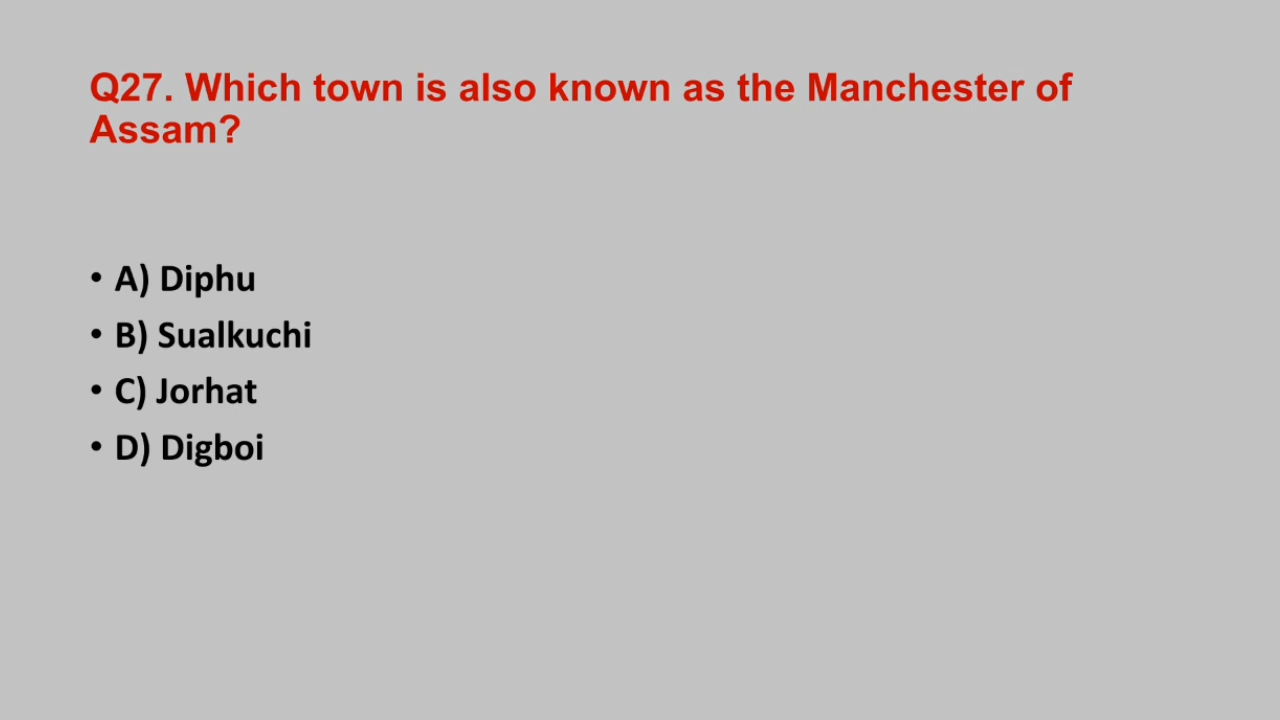 Q27. Which town is also known as the Manchester of
Assam?
• A) Diphu
• B) Sualkuchi
• C) Jorhat
• D) Digboi